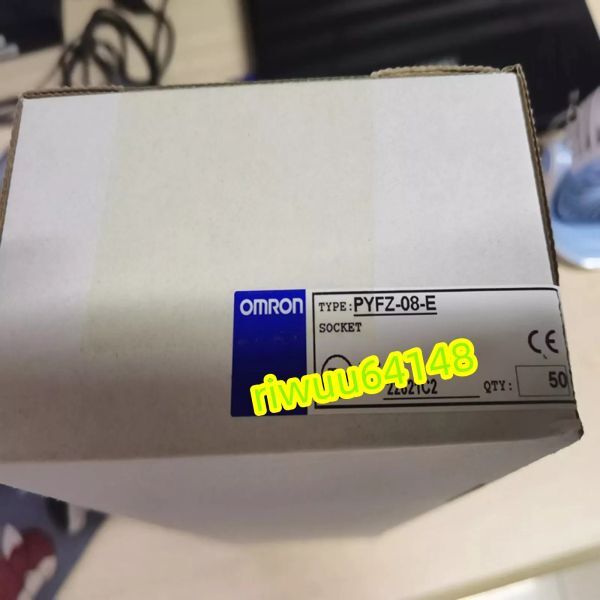 OMRON
TYPE: PYFZ-08-E
SOCKET
CE
riwuu64148
QTY: 50